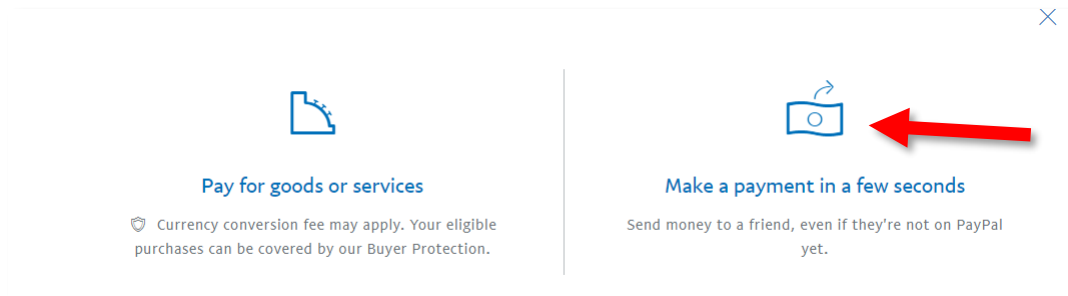 Pay for goods or services
Currency conversion fee may apply. Your eligible
purchases can be covered by our Buyer Protection.
Make a payment in a few seconds
Send money to a friend, even if they're not on PayPal
yet.